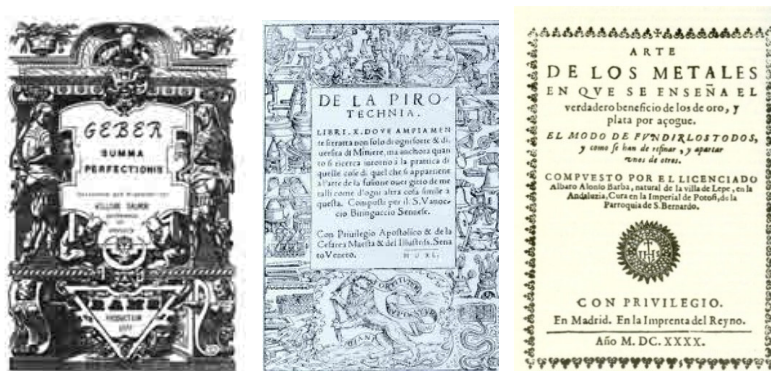 GEBER
SUMMA
PERFECTIONIS
WILLIAM
DE LA PIRO-
TECHNIA.
LIBRI. X. DOVE AMPIAMEN
te si tratta non solo di ogni sorte & di
uersita di Miniere, ma anchora quan
to si ricerca intorno à la prattica di
quelle cose di quel che si appartiene
a l'arte de la fusione ouer gitto de me
talli come d'ogni altra cosa simile a
questa. Composti per il. S. Vanoc-
cio Biringuccio Sennese.
Con Priuilegio Apostolico & de la
Cesarea Maesta & del Illustriss. Sena
to Veneto.
ARTE
DE LOS METALES
EN QVE SE ENSEÑA EL
verdadero beneficio de los de oro, y
plata por açogue.
EL MODO DE FVNDIRLOS TODOS,
y como se han de refinar, y apartar
vnos de otros.
COMPVESTO POR EL LICENCIADO
Albaro Alonso Barba, natural de la villa de Lepe, en la
Andaluzia, Cura en la Imperial de Potosi, de la
Parroquia de S. Bernardo.
IHS
CON PRIVILEGIO.
En Madrid. En la Imprenta del Reyno.
Año M. DC. XXXX.